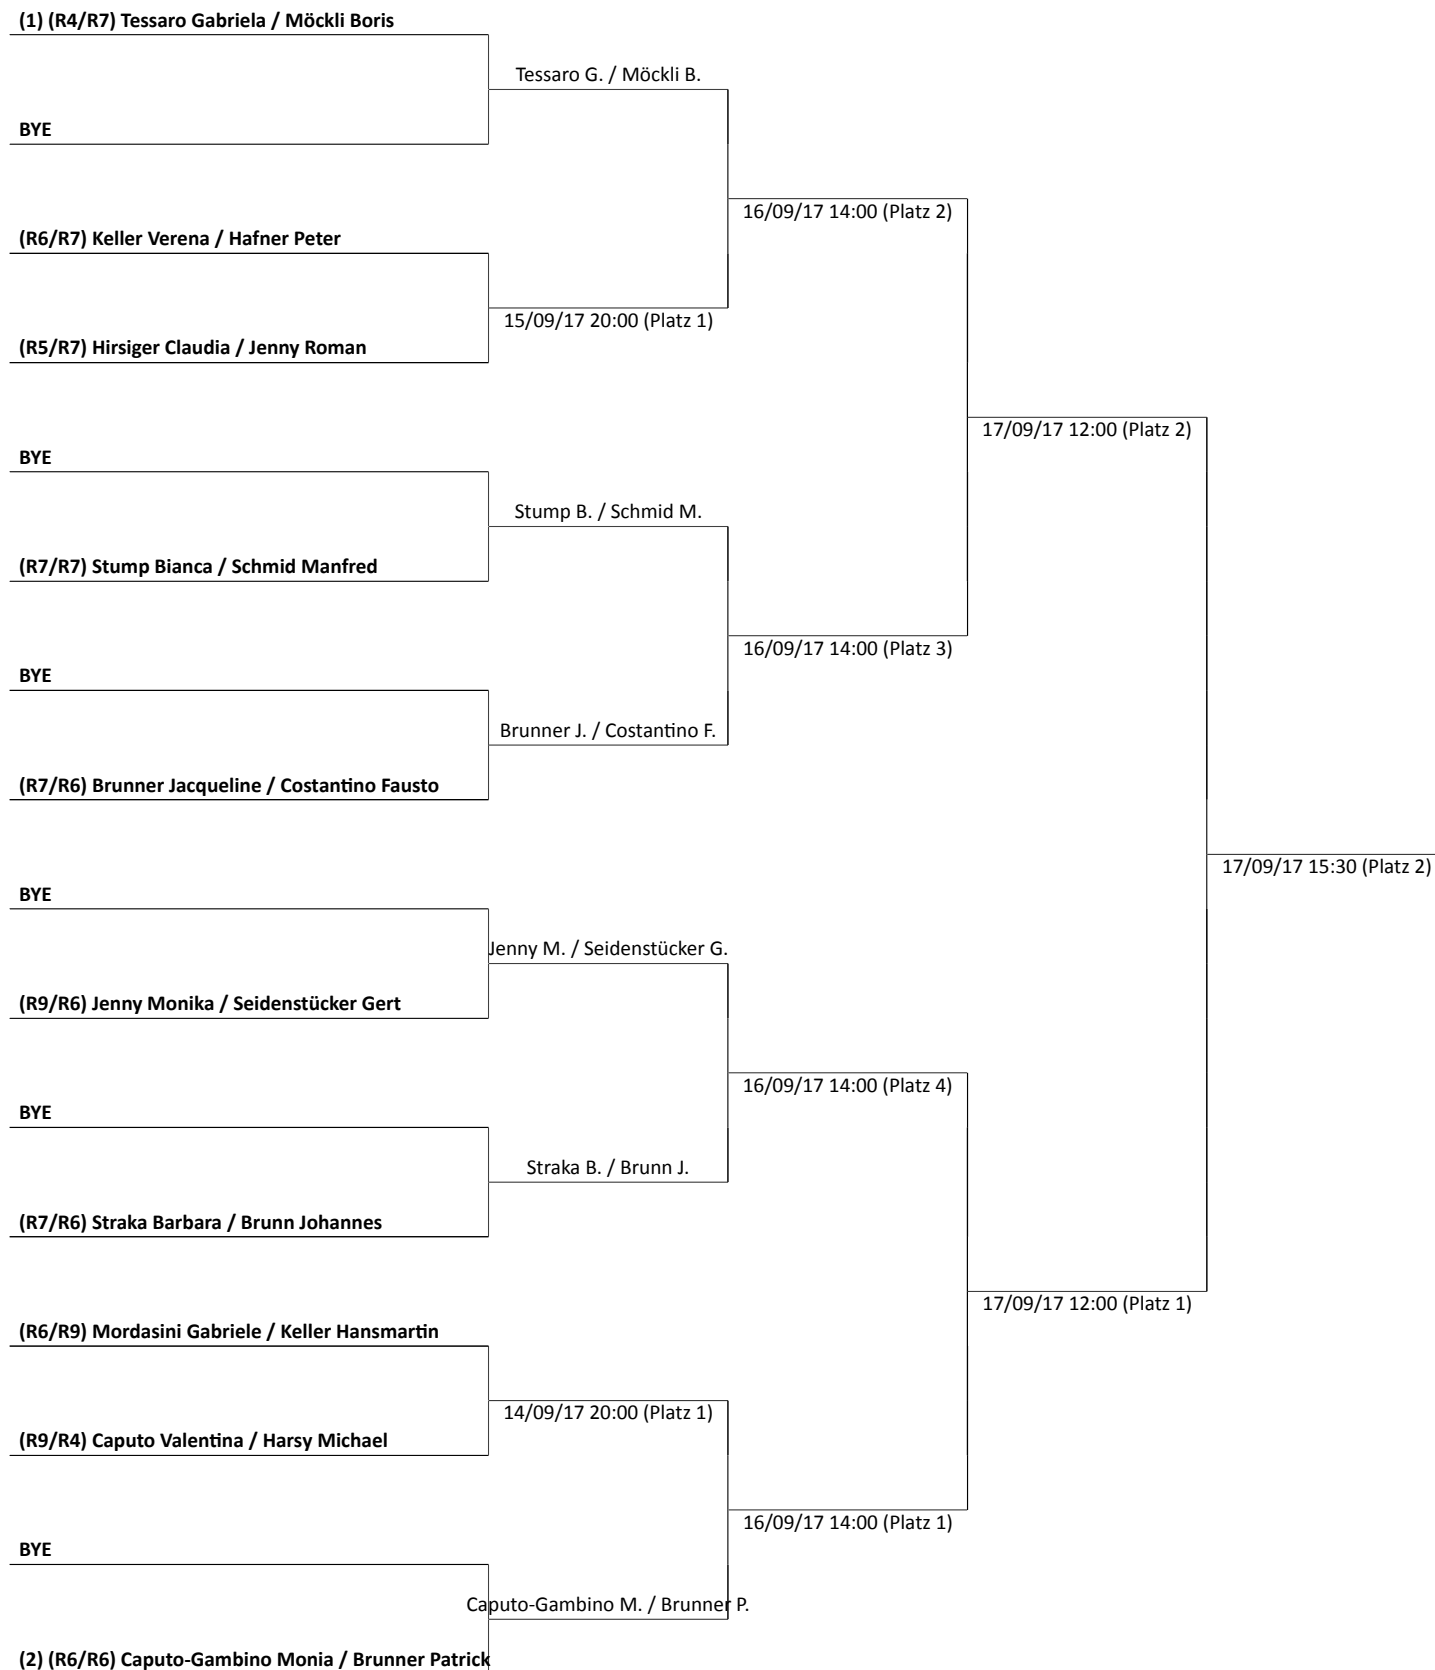 (1) (R4/R7) Tessaro Gabriela / Möckli Boris
Tessaro G. / Möckli B.
BYE
16/09/17 14:00 (Platz 2)
(R6/R7) Keller Verena / Hafner Peter
15/09/17 20:00 (Platz 1)
(R5/R7) Hirsiger Claudia / Jenny Roman
17/09/17 12:00 (Platz 2)
BYE
Stump B. / Schmid M.
(R7/R7) Stump Bianca / Schmid Manfred
16/09/17 14:00 (Platz 3)
BYE
Brunner J. / Costantino F.
(R7/R6) Brunner Jacqueline / Costantino Fausto
17/09/17 15:30 (Platz 2)
BYE
Jenny M. / Seidenstücker G.
(R9/R6) Jenny Monika / Seidenstücker Gert
16/09/17 14:00 (Platz 4)
BYE
Straka B. / Brunn J.
(R7/R6) Straka Barbara / Brunn Johannes
17/09/17 12:00 (Platz 1)
(R6/R9) Mordasini Gabriele / Keller Hansmartin
14/09/17 20:00 (Platz 1)
(R9/R4) Caputo Valentina / Harsy Michael
16/09/17 14:00 (Platz 1)
BYE
Caputo-Gambino M. / Brunner P.
(2) (R6/R6) Caputo-Gambino Monia / Brunner Patrick